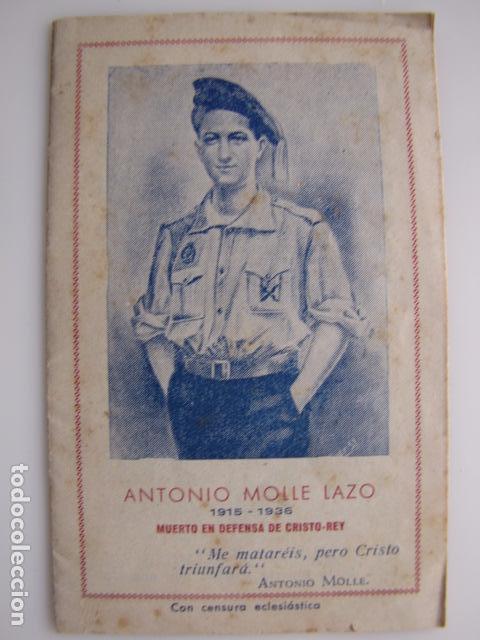 ANTONIO MOLLE LAZO
1915 - 1936
MUERTO EN DEFENSA DE CRISTO-REY
"Me mataréis, pero Cristo
triunfará."
ANTONIO MOLLE.
Con censura eclesiástica
todocoleccion